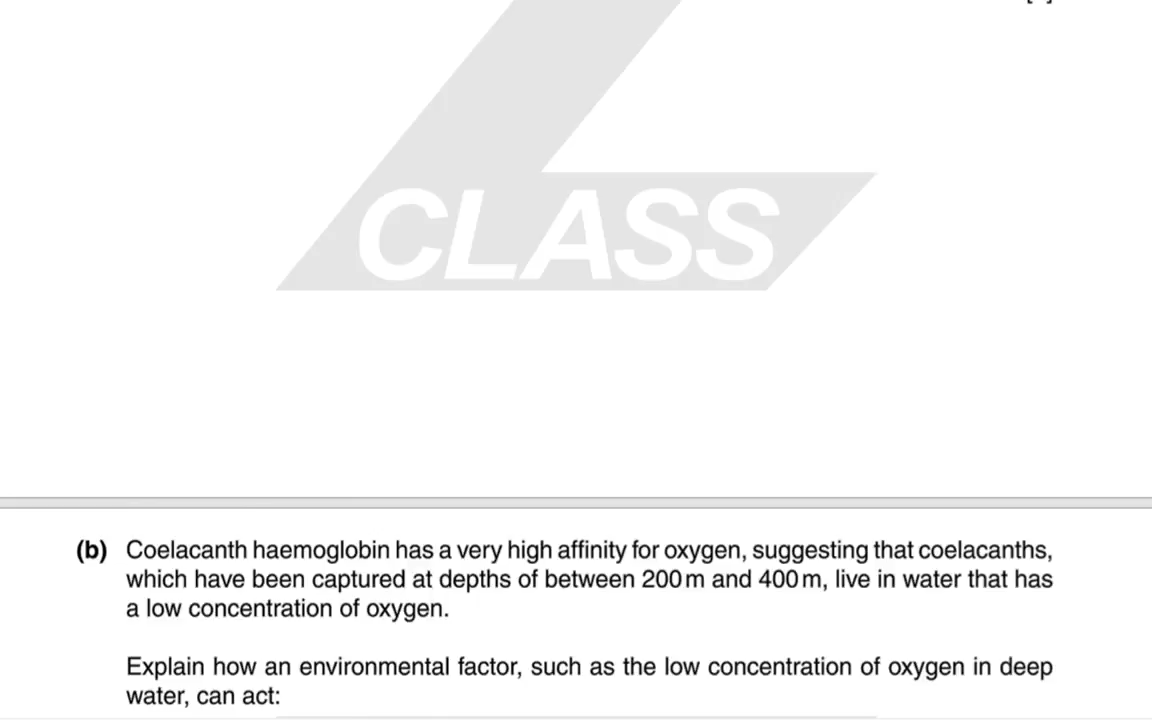 CLASS
(b) Coelacanth haemoglobin has a very high affinity for oxygen, suggesting that coelacanths,
which have been captured at depths of between 200 m and 400 m, live in water that has
a low concentration of oxygen.
Explain how an environmental factor, such as the low concentration of oxygen in deep
water, can act: